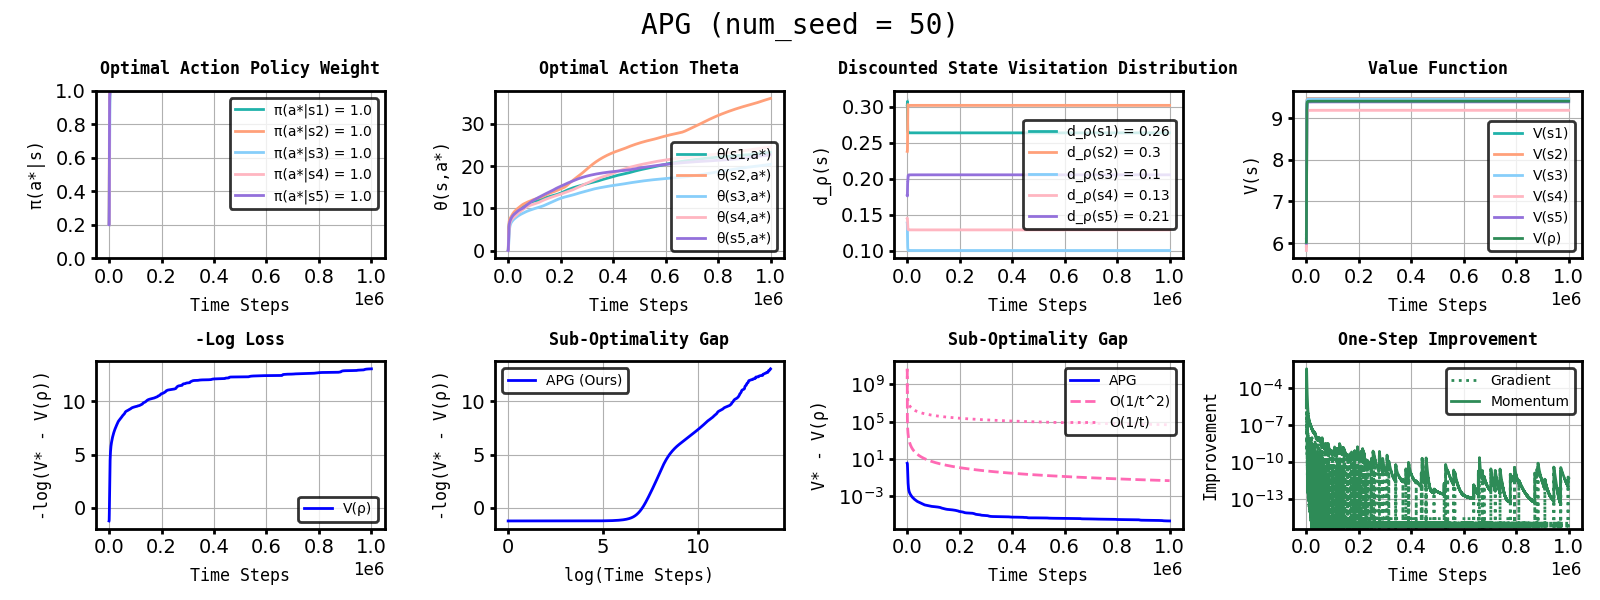 APG (num_seed = 50)
Optimal Action Policy Weight
π(a*|s)
1.0
0.8
0.6
0.4
0.2
0.0
π(a*|s1) = 1.0
π(a*|s2) = 1.0
π(a*|s3) = 1.0
π(a*|s4) = 1.0
π(a*|s5) = 1.0
0.0 0.2 0.4 0.6 0.8 1.0
1e6
Time Steps
Optimal Action Theta
θ(s,a*)
30
20
10
0
θ(s1,a*)
θ(s2,a*)
θ(s3,a*)
θ(s4,a*)
θ(s5,a*)
0.0 0.2 0.4 0.6 0.8 1.0
1e6
Time Steps
Discounted State Visitation Distribution
d_ρ(s)
0.30
0.25
0.20
0.15
0.10
d_ρ(s1) = 0.26
d_ρ(s2) = 0.3
d_ρ(s3) = 0.1
d_ρ(s4) = 0.13
d_ρ(s5) = 0.21
0.0 0.2 0.4 0.6 0.8 1.0
1e6
Time Steps
Value Function
V(s)
9
8
7
6
V(s1)
V(s2)
V(s3)
V(s4)
V(s5)
V(ρ)
0.0 0.2 0.4 0.6 0.8 1.0
1e6
Time Steps
-Log Loss
-log(V* - V(ρ))
10
5
0
V(ρ)
0.0 0.2 0.4 0.6 0.8 1.0
1e6
Time Steps
Sub-Optimality Gap
-log(V* - V(ρ))
10
5
0
APG (Ours)
0 5 10
log(Time Steps)
Sub-Optimality Gap
V* - V(ρ)
10⁹
10⁵
10¹
10⁻³
APG
O(1/t^2)
O(1/t)
0.0 0.2 0.4 0.6 0.8 1.0
1e6
Time Steps
One-Step Improvement
Improvement
10⁻⁴
10⁻⁷
10⁻¹⁰
10⁻¹³
Gradient
Momentum
0.0 0.2 0.4 0.6 0.8 1.0
1e6
Time Steps